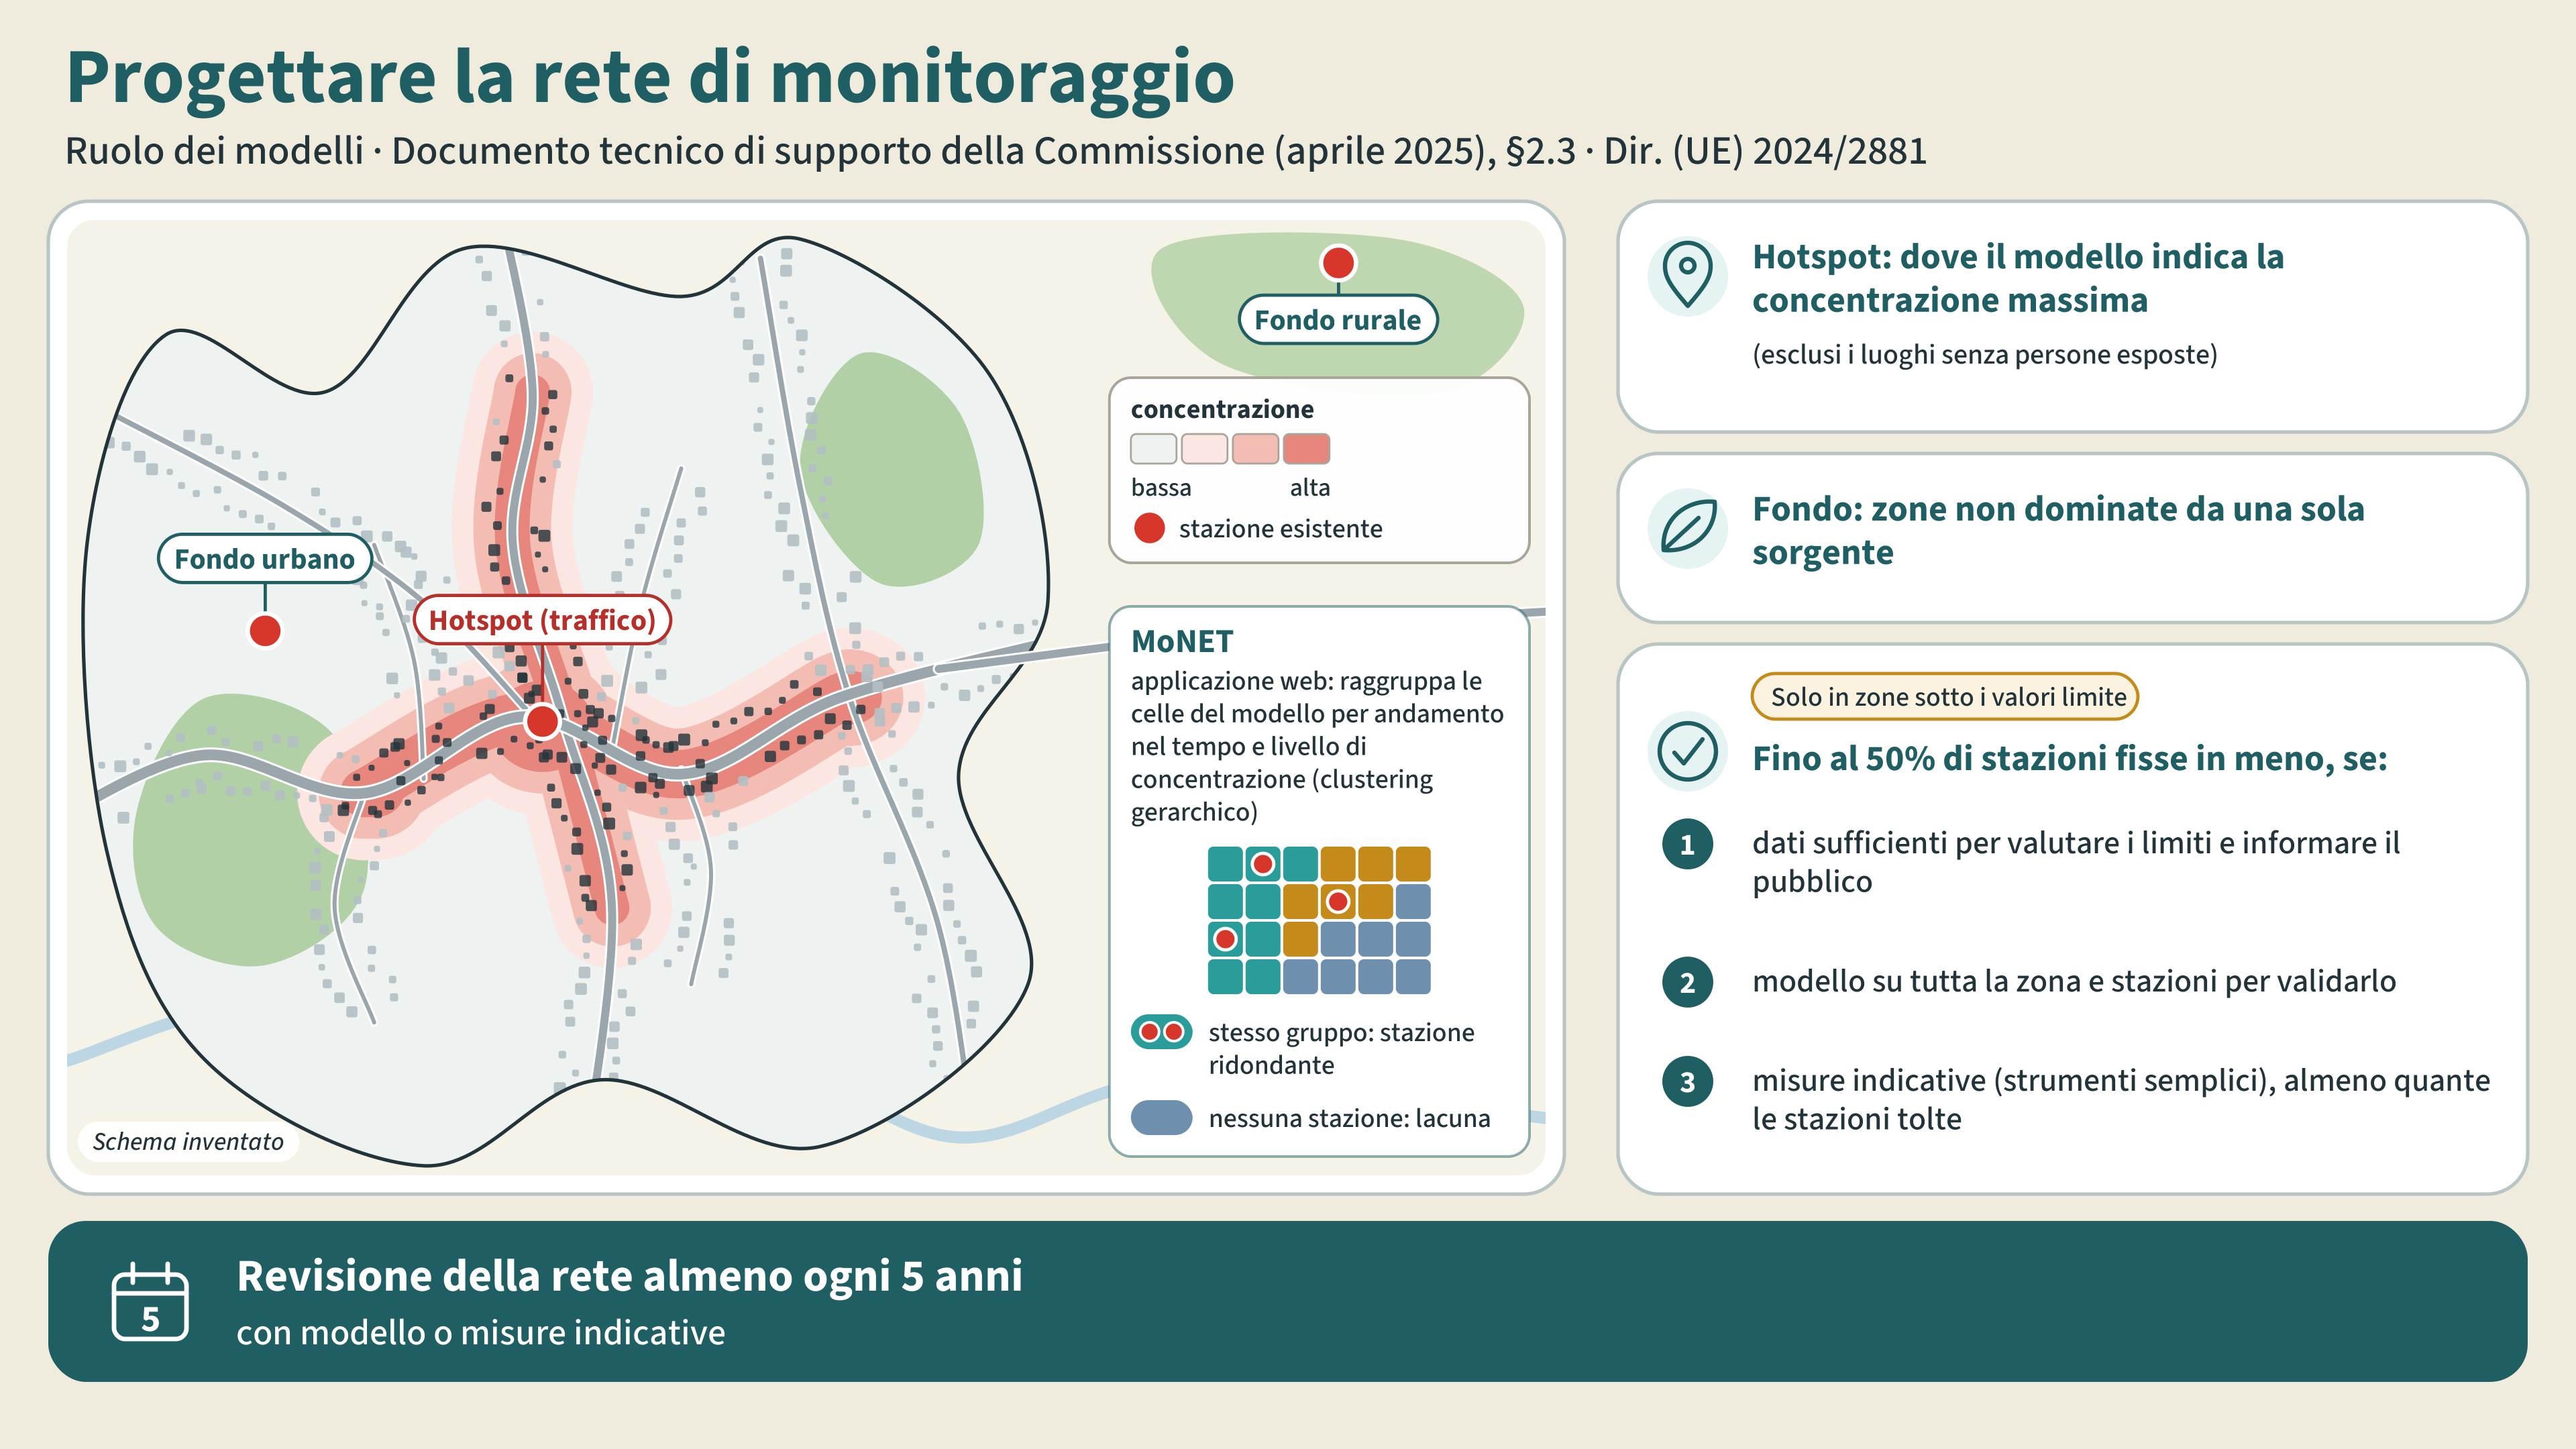 Progettare la rete di monitoraggio
Ruolo dei modelli · Documento tecnico di supporto della Commissione (aprile 2025), §2.3 · Dir. (UE) 2024/2881
Fondo rurale
Fondo urbano
Hotspot (traffico)
concentrazione
bassa alta
stazione esistente
MoNET
applicazione web: raggruppa le
celle del modello per andamento
nel tempo e livello di
concentrazione (clustering
gerarchico)
stesso gruppo: stazione
ridondante
nessuna stazione: lacuna
Schema inventato
Hotspot: dove il modello indica la
concentrazione massima
(esclusi i luoghi senza persone esposte)
Fondo: zone non dominate da una sola
sorgente
Solo in zone sotto i valori limite
Fino al 50% di stazioni fisse in meno, se:
1 dati sufficienti per valutare i limiti e informare il
pubblico
2 modello su tutta la zona e stazioni per validarlo
3 misure indicative (strumenti semplici), almeno quante
le stazioni tolte
5
Revisione della rete almeno ogni 5 anni
con modello o misure indicative